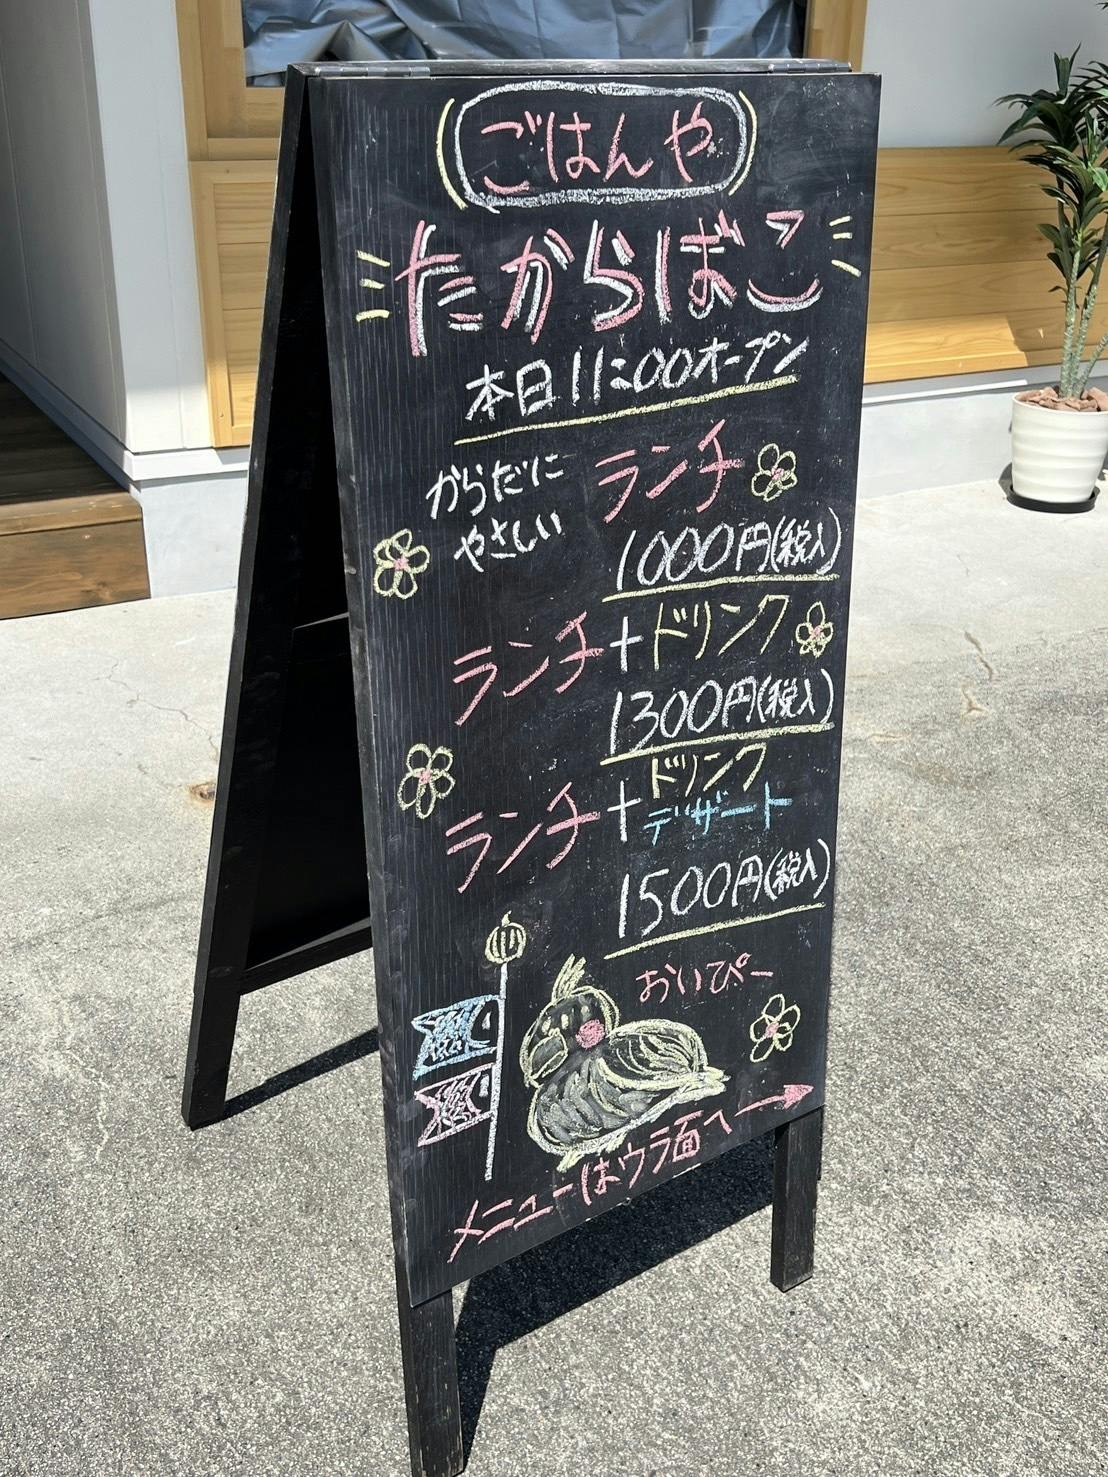 ごはんや
たからばこ
本日11:00オープン
からだに
やさしい
ランチ
1000円(税入)
ランチ+ドリンク
1300円(税入)
ランチ+ドリンク
デザート
1500円(税入)
おいぴー
メニューはウラ面へ→